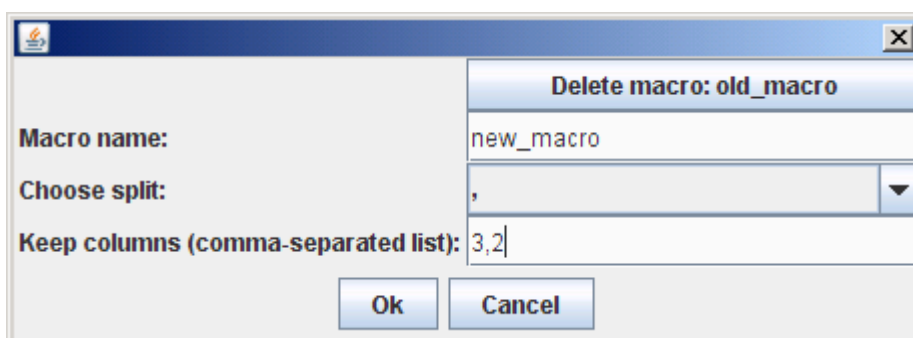 Delete macro: old_macro
Macro name: new_macro
Choose split: ,
Keep columns (comma-separated list): 3,2
Ok Cancel